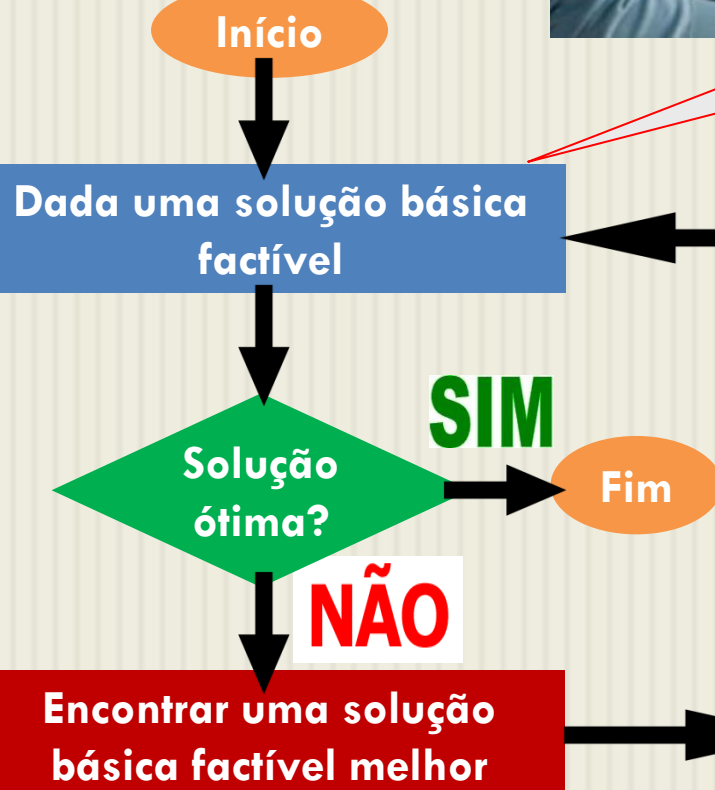 Início
Dada uma solução básica
factível
SIM
Solução
ótima?
Fim
NÃO
Encontrar uma solução
básica factível melhor